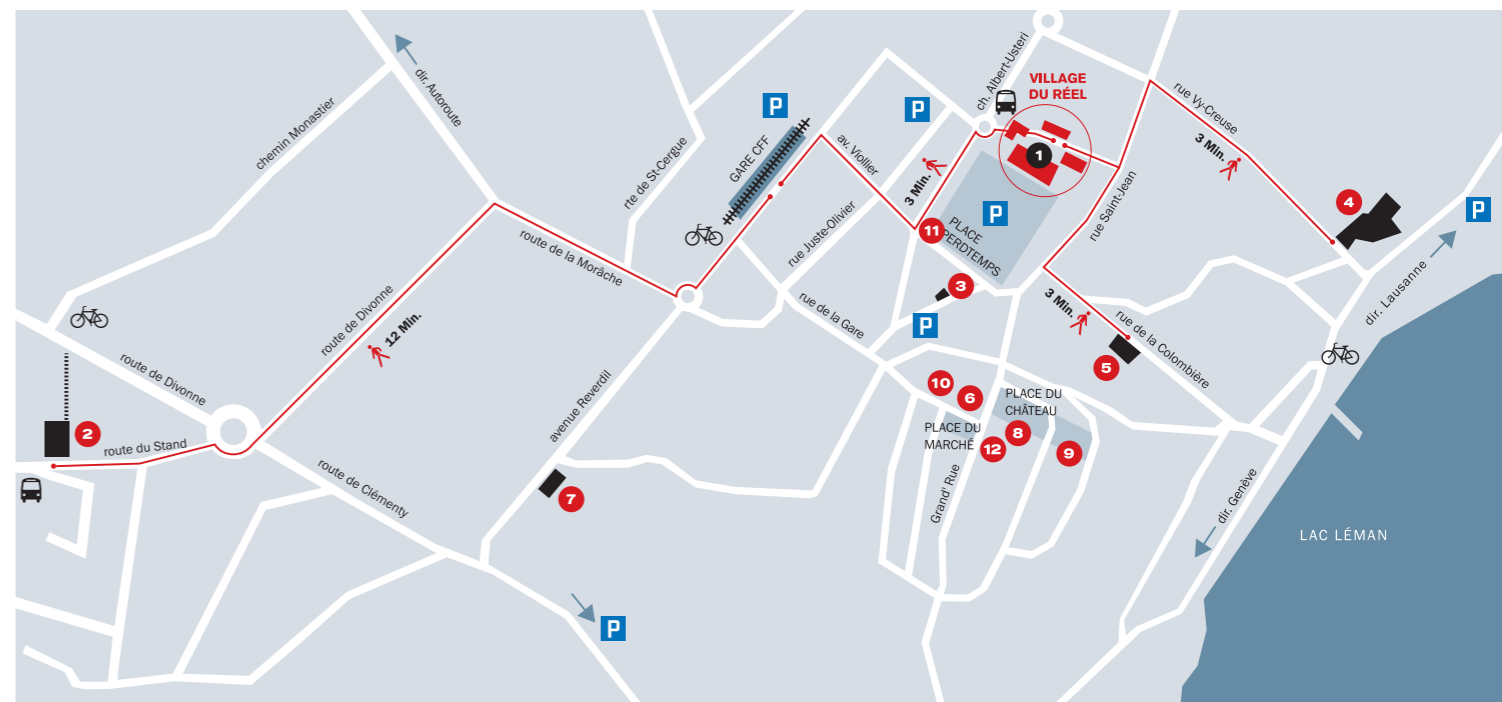 ch. Albert-Usteri
VILLAGE
DU RÉEL
dir. Autoroute
P
P
rue Vy-Creuse
chemin Monastier
GARE CFF
av. Viollier
3 Min.
1
3 Min.
rte de St-Cergue
4
P
P
rue Saint-Jean
11
PLACE
PERDTEMPS
rue Juste-Olivier
route de la Morâche
3
dir. Lausanne
3 Min.
rue de la Gare
P
rue de la Colombière
route de Divonne
12 Min.
route de Divonne
5
10
6
PLACE DU
CHÂTEAU
avenue Reverdil
2
route du Stand
PLACE DU
MARCHÉ
8
12
9
route de Clémenty
7
Grand' Rue
dir. Genève
LAC LÉMAN
P